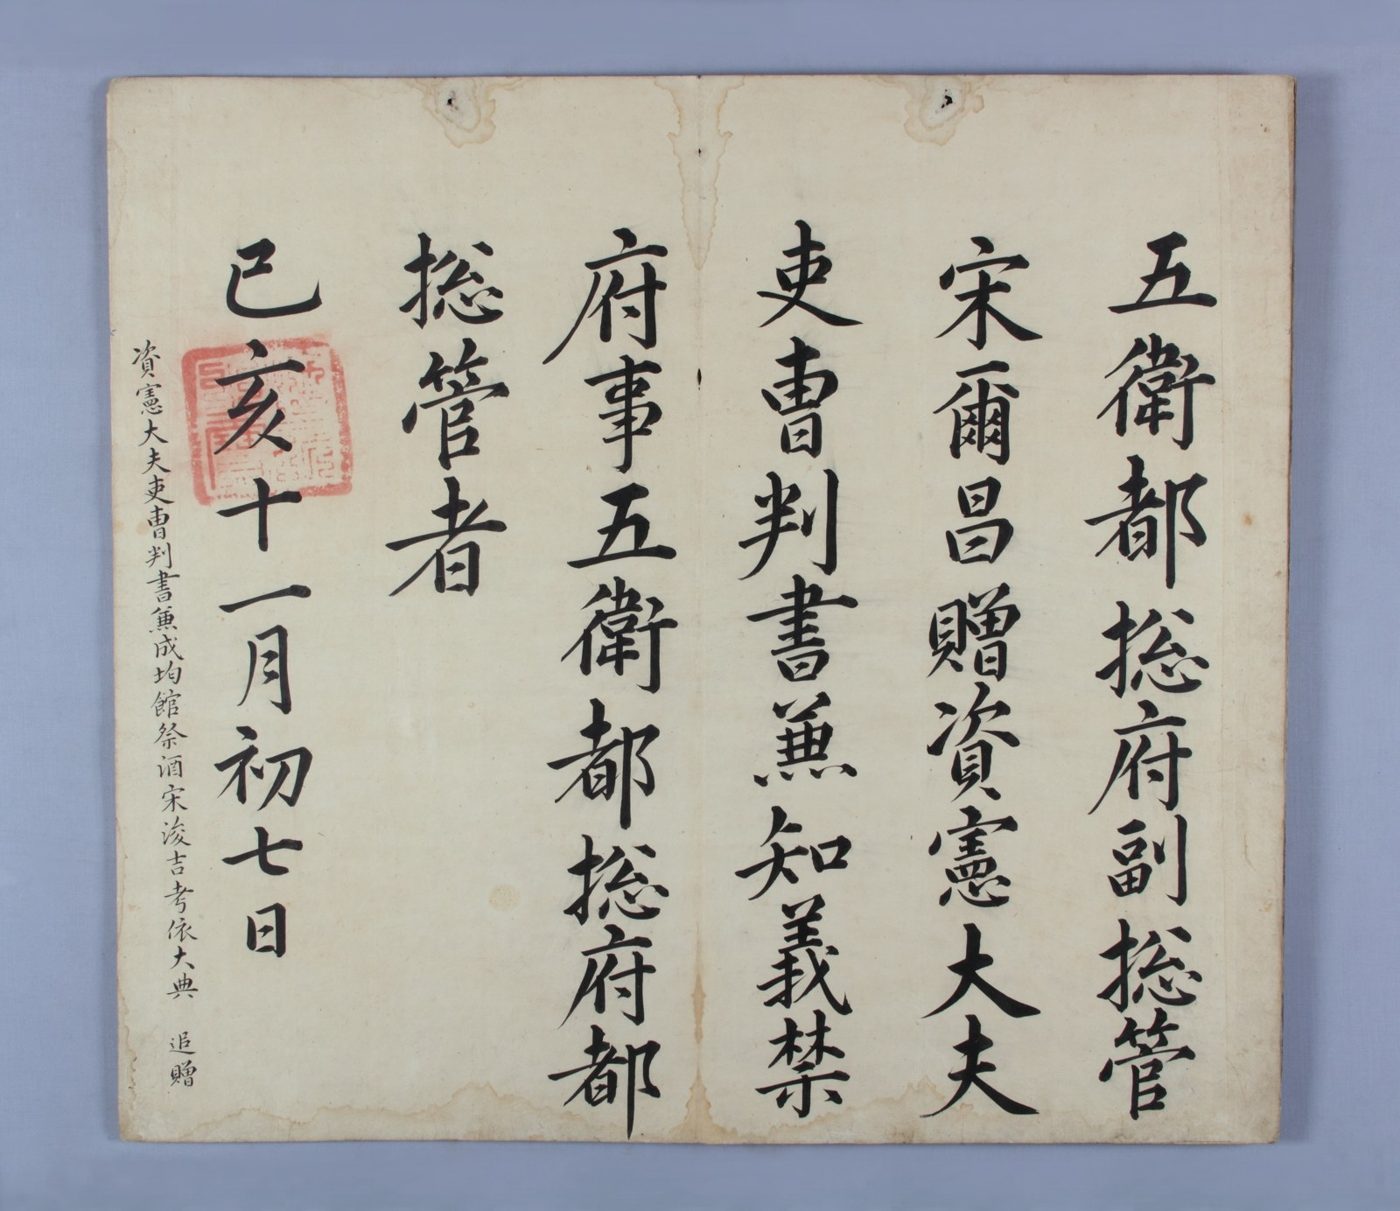 五衛都摠府副摠管
宋爾昌贈資憲大夫
吏曺判書兼知義禁
府事五衛都摠府都
摠管者
己亥十一月初七日
資憲大夫吏曺判書兼成均館祭酒宋浚吉考依大典 追贈